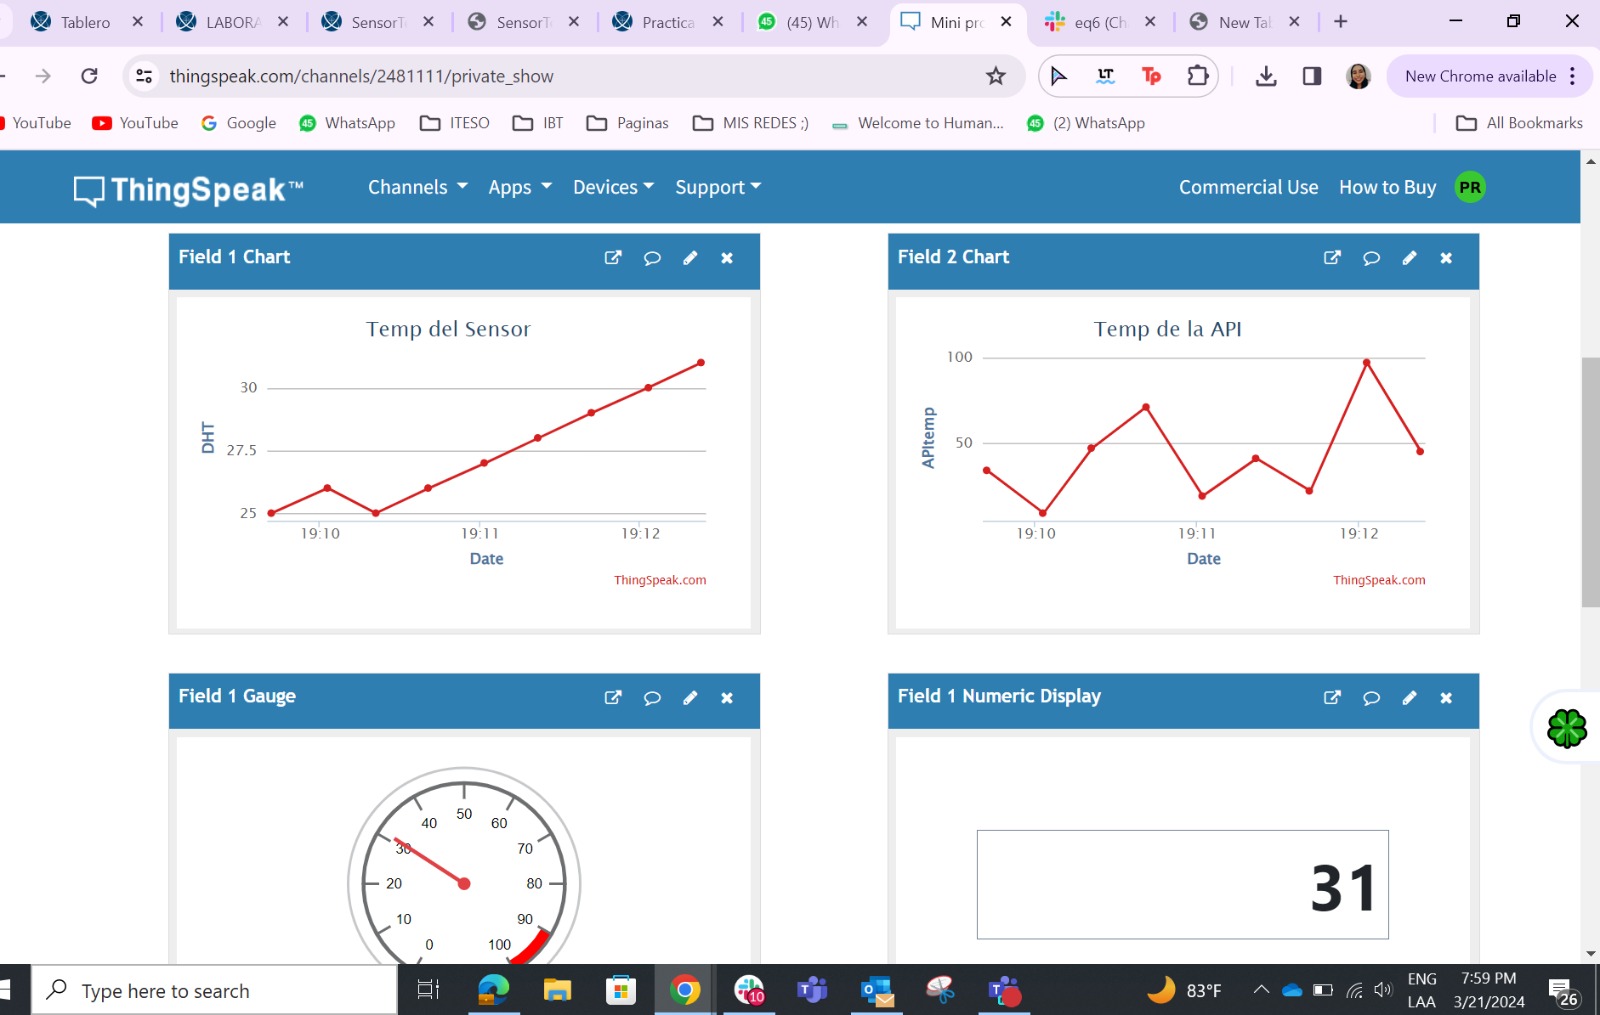 Tablero
LABORA
SensorT
SensorT
Practica
45
(45) Wh
Mini pro
eq6 (Ch
New Tal
thingspeak.com/channels/2481111/private_show
LT
Tp
New Chrome available
YouTube
YouTube
Google
45
WhatsApp
ITESO
IBT
Paginas
MIS REDES ;)
Welcome to Human...
45
(2) WhatsApp
All Bookmarks
ThingSpeak™
Channels
Apps
Devices
Support
Commercial Use
How to Buy
PR
Field 1 Chart
Temp del Sensor
30
27.5
25
DHT
19:10
19:11
19:12
Date
ThingSpeak.com
Field 2 Chart
Temp de la API
100
50
APItemp
19:10
19:11
19:12
Date
ThingSpeak.com
Field 1 Gauge
0
10
20
30
40
50
60
70
80
90
100
Field 1 Numeric Display
31
Type here to search
10
83°F
ENG
LAA
7:59 PM
3/21/2024
26